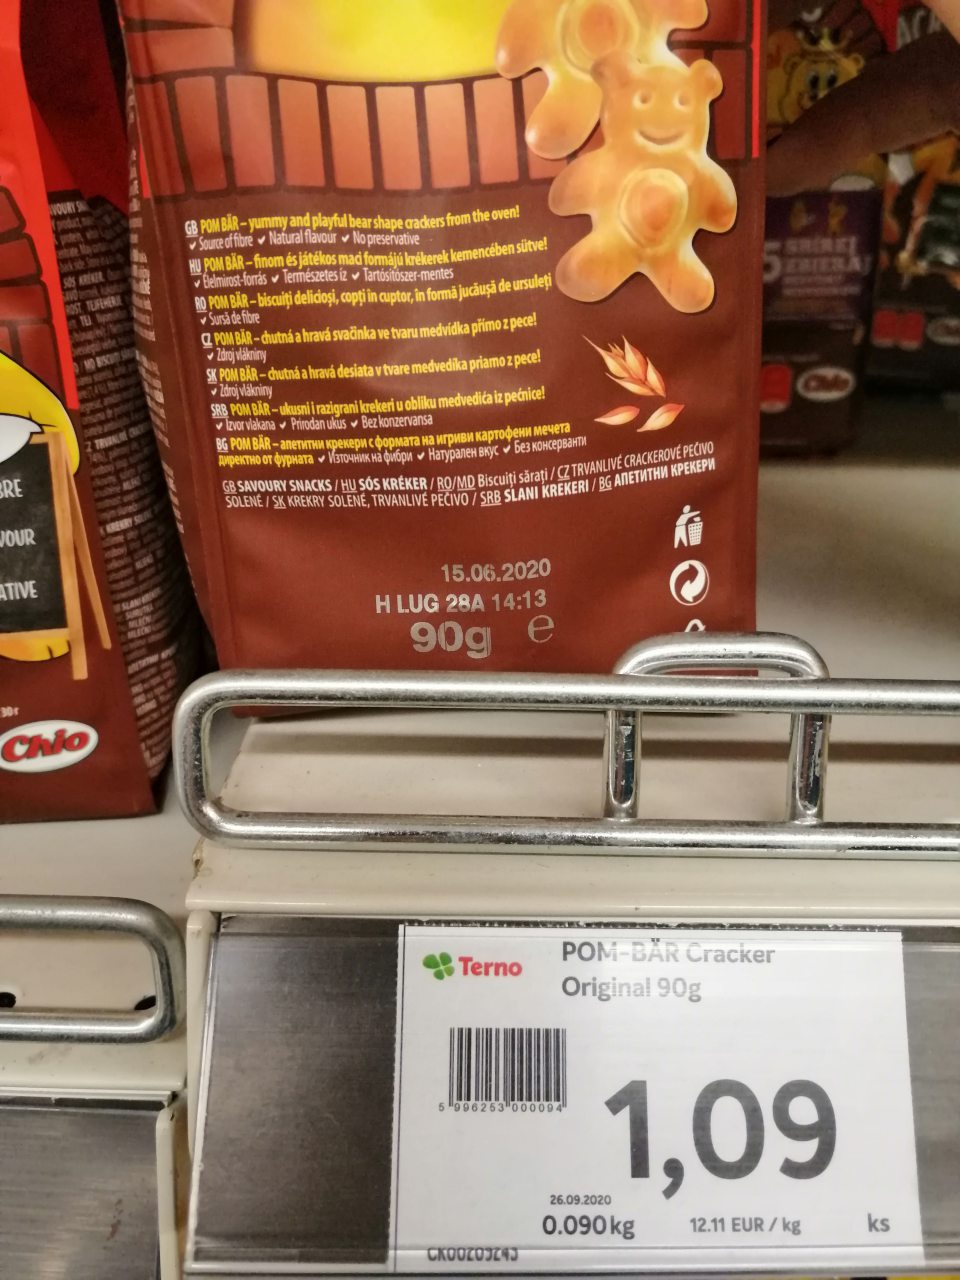 GB POM BÄR – yummy and playful bear shape crackers from the oven!
✓ Source of fibre ✓ Natural flavour ✓ No preservative
HU POM BÄR – finom és játékos maci formájú krékerek kemencében sütve!
✓ Élelmirost-forrás ✓ Természetes íz ✓ Tartósítószer-mentes
RO POM BÄR – biscuiți delicioși, copți in cuptor, în formă jucăușă de ursuleți
✓ Sursă de fibre
CZ POM BÄR – chutná a hravá svačinka ve tvaru medvídka přímo z pece!
✓ Zdroj vlákniny
SK POM BÄR – chutná a hravá desiata v tvare medvedíka priamo z pece!
✓ Zdroj vlákniny
SRB POM BÄR – ukusni i razigrani krekeri u obliku medvedića iz pećnice!
✓ Izvor vlakana ✓ Prirodan ukus ✓ Bez konzervansa
BG POM BÄR – апетитни крекери с формата на игриви картофени мечета
директно от фурната ✓ Източник на фибри ✓ Натурален вкус ✓ Без консерванти
GB SAVOURY SNACKS / HU SÓS KRÉKER / RO/MD Biscuiți sărați / CZ TRVANLIVÉ CRACKEROVÉ PEČIVO
SOLENÉ / SK KREKRY SOLENÉ, TRVANLIVÉ PEČIVO / SRB SLANI KREKERI / BG АПЕТИТНИ КРЕКЕРИ
15.06.2020
H LUG 28A 14:13
90g e
Chio
Chio
Terno
POM-BÄR Cracker
Original 90g
5 996253 000094
1,09
26.09.2020
0.090kg 12.11 EUR / kg ks